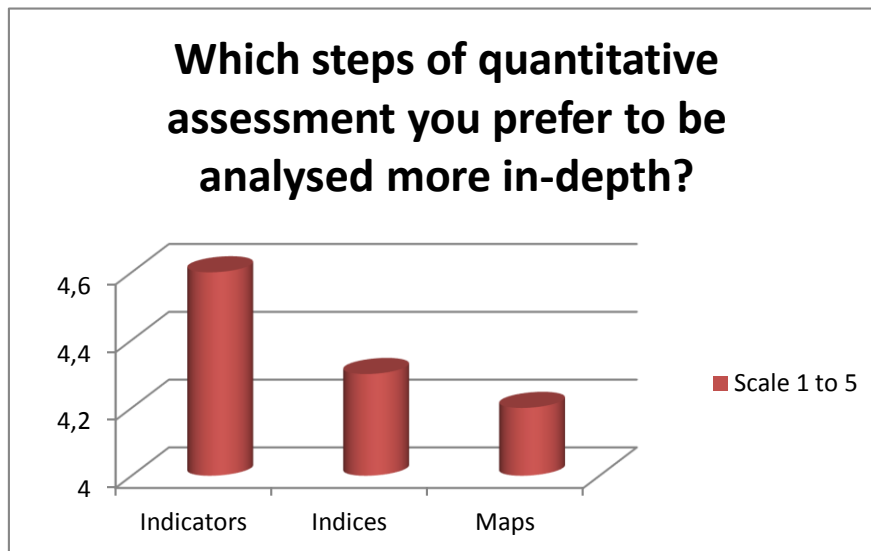 Which steps of quantitative
assessment you prefer to be
analysed more in-depth?
4,6
4,4
4,2
4
Indicators
Indices
Maps
Scale 1 to 5